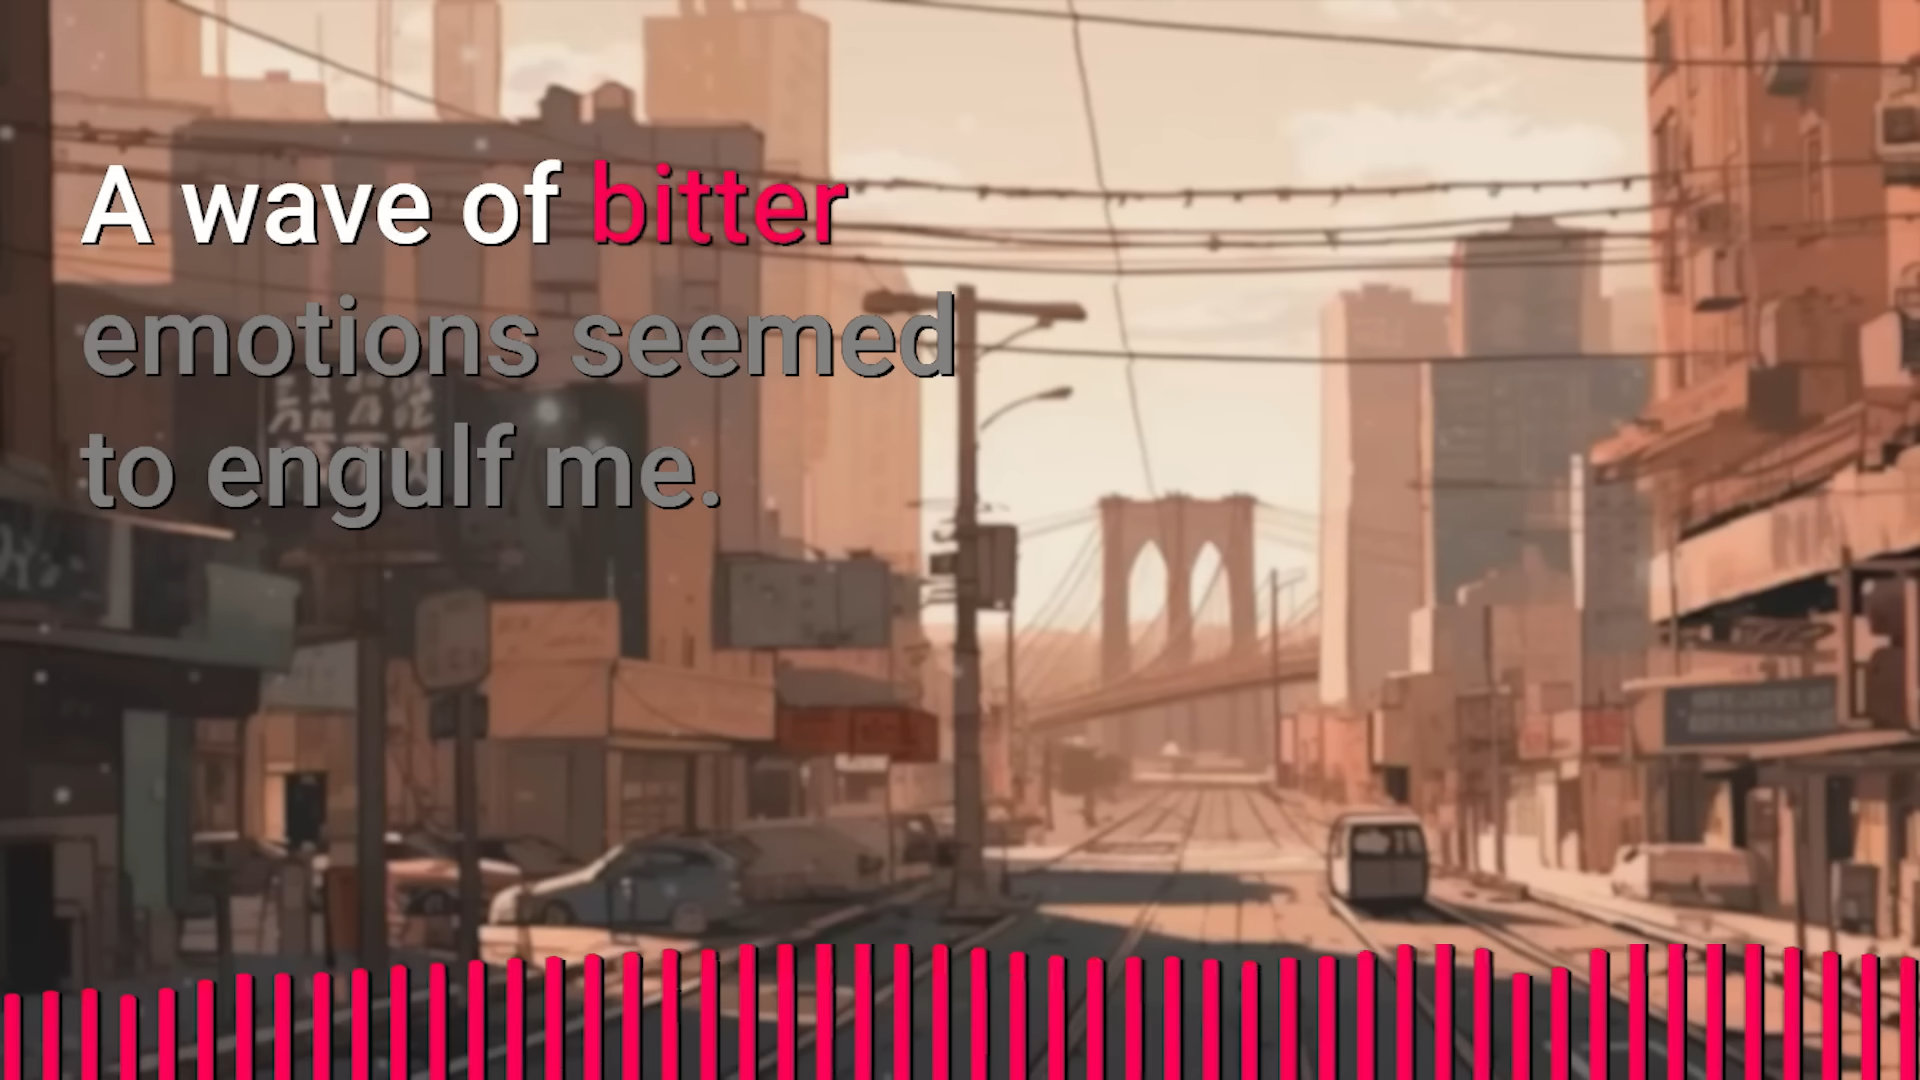 A wave of bitter
emotions seemed
to engulf me.